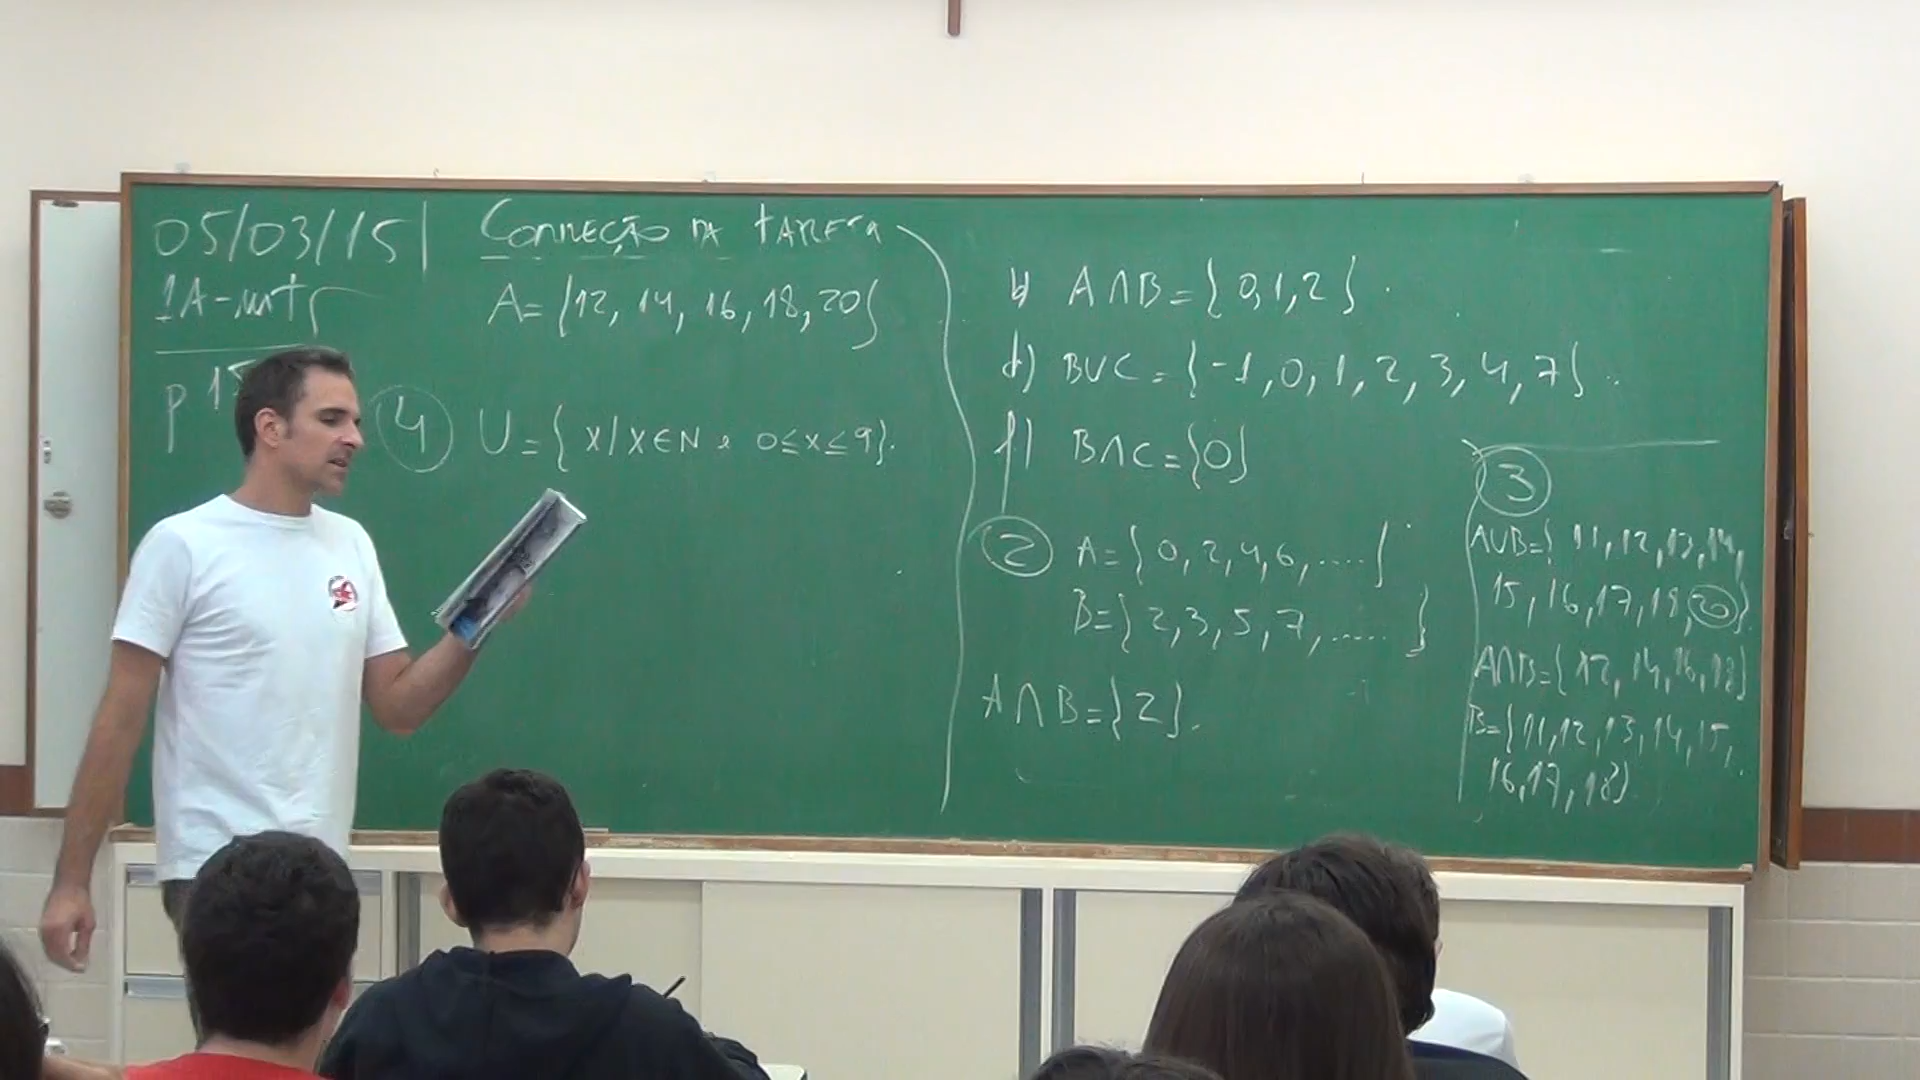 05/03/15
1A-mt
p 15
Correção da tarefa
A={12, 14, 16, 18, 20}
4 U={x/x∈N e 0≤x≤9}.
b) A∩B={0,1,2}.
d) B∪C={-1,0,1,2,3,4,7}.
f) B∩C={0}
2 A={0,2,4,6,.....}
B={2,3,5,7,......}
A∩B={2}.
3
A∪B={11,12,13,14,
15,16,17,18,20}.
A∩B={12,14,16,18}
B={11,12,13,14,15,
16,17,18}